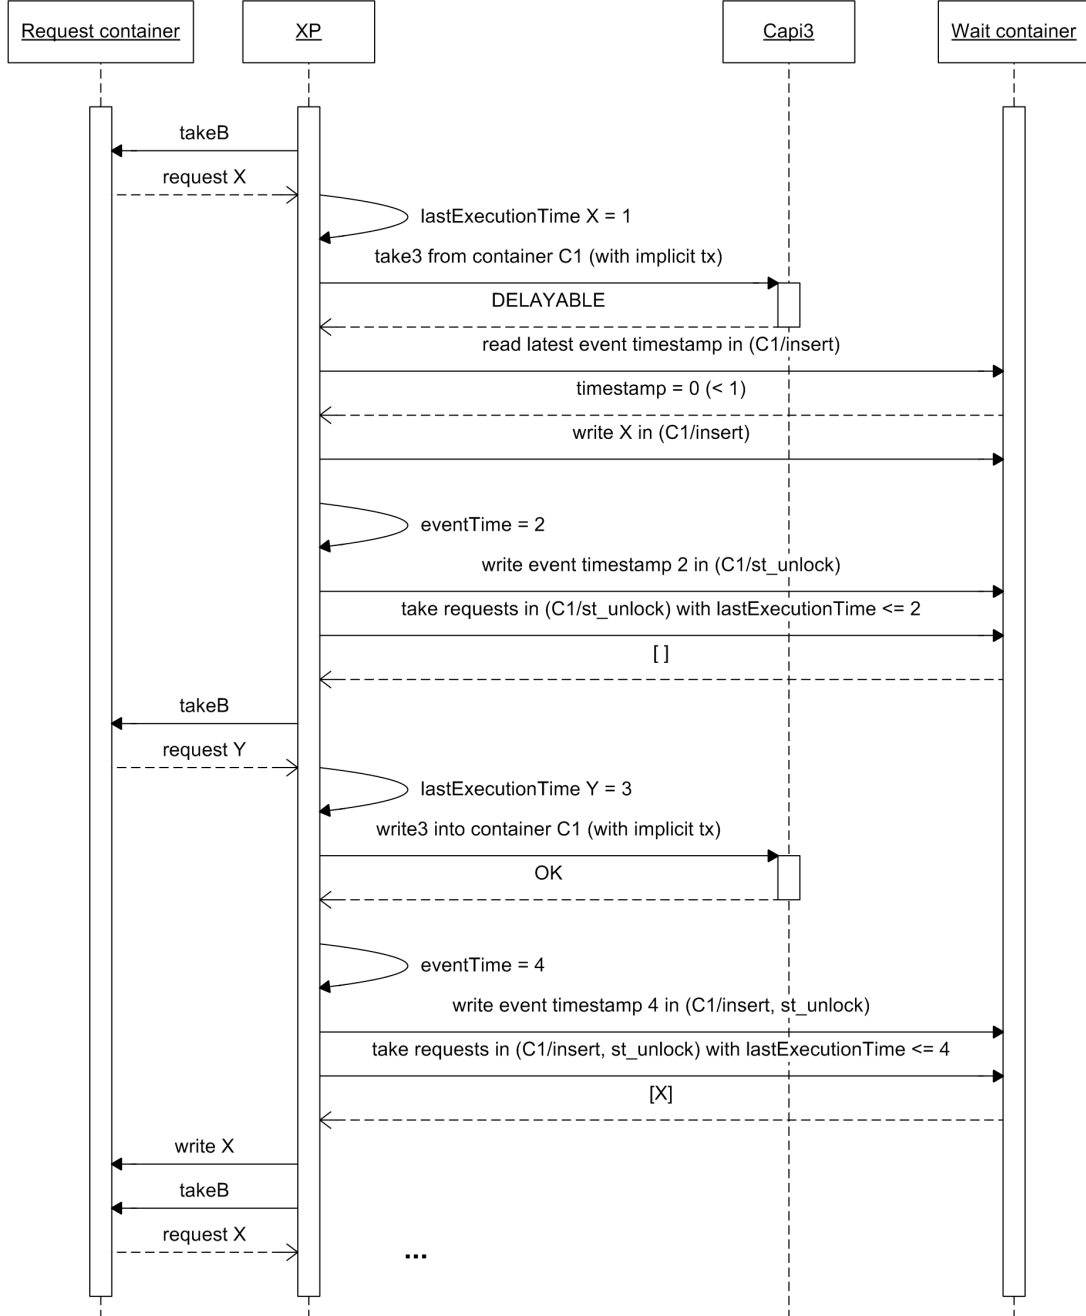 Request container
XP
Capi3
Wait container
takeB
request X
lastExecutionTime X = 1
take3 from container C1 (with implicit tx)
DELAYABLE
read latest event timestamp in (C1/insert)
timestamp = 0 (< 1)
write X in (C1/insert)
eventTime = 2
write event timestamp 2 in (C1/st_unlock)
take requests in (C1/st_unlock) with lastExecutionTime <= 2
[ ]
takeB
request Y
lastExecutionTime Y = 3
write3 into container C1 (with implicit tx)
OK
eventTime = 4
write event timestamp 4 in (C1/insert, st_unlock)
take requests in (C1/insert, st_unlock) with lastExecutionTime <= 4
[X]
write X
takeB
request X
...